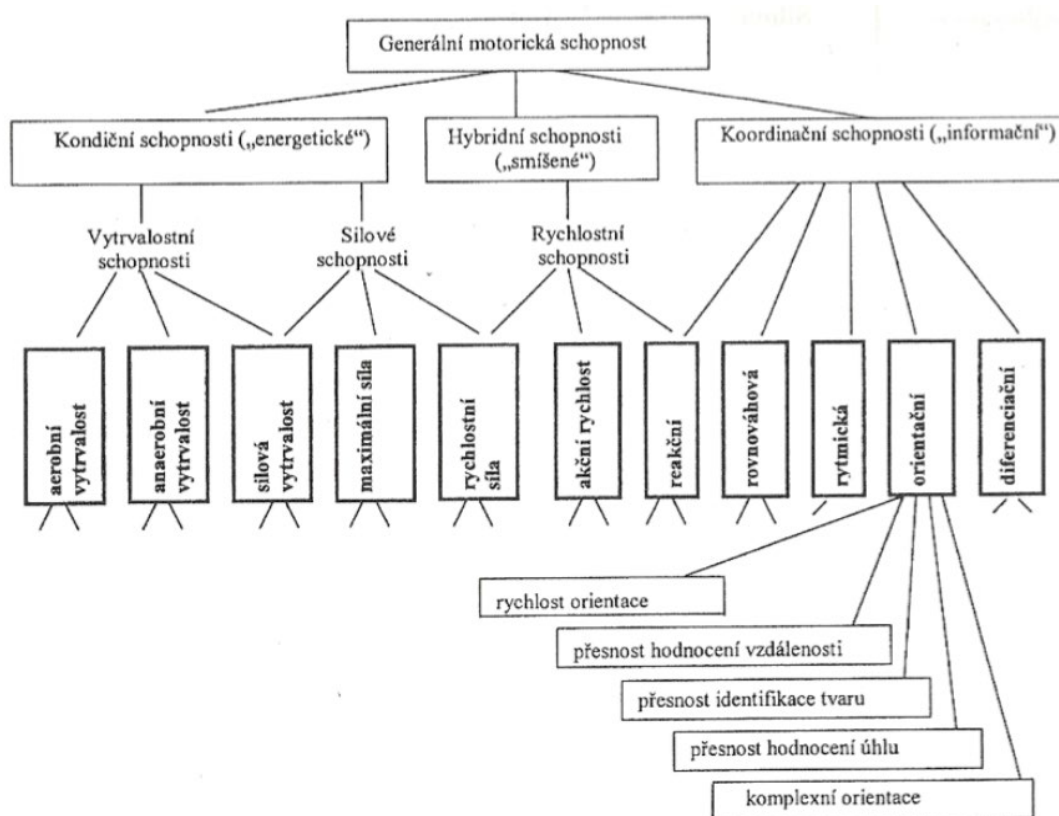 Generální motorická schopnost
Kondiční schopnosti („energetické“)
Hybridní schopnosti
(„smíšené“)
Koordinační schopnosti („informační“)
Vytrvalostní
schopnosti
Silové
schopnosti
Rychlostní
schopnosti
aerobní
vytrvalost
anaerobní
vytrvalost
silová
vytrvalost
maximální síla
rychlostní
síla
akční rychlost
reakční
rovnováhová
rytmická
orientační
diferenciační
rychlost orientace
přesnost hodnocení vzdálenosti
přesnost identifikace tvaru
přesnost hodnocení úhlu
komplexní orientace